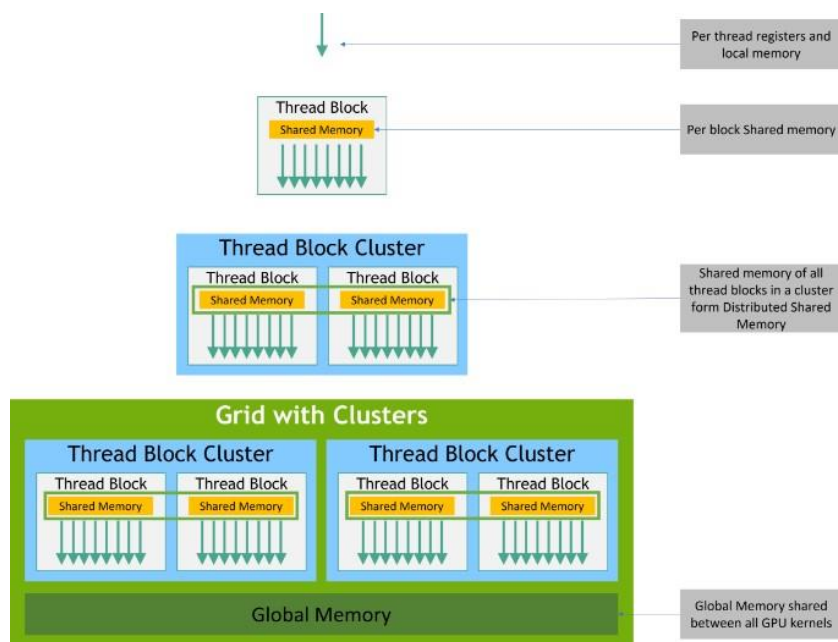 Per thread registers and
local memory
Thread Block
Shared Memory
Per block Shared memory
Thread Block Cluster
Thread Block
Thread Block
Shared Memory
Shared Memory
Shared memory of all
thread blocks in a cluster
form Distributed Shared
Memory
Grid with Clusters
Thread Block Cluster
Thread Block Cluster
Thread Block
Thread Block
Thread Block
Thread Block
Shared Memory
Shared Memory
Shared Memory
Shared Memory
Global Memory
Global Memory shared
between all GPU kernels